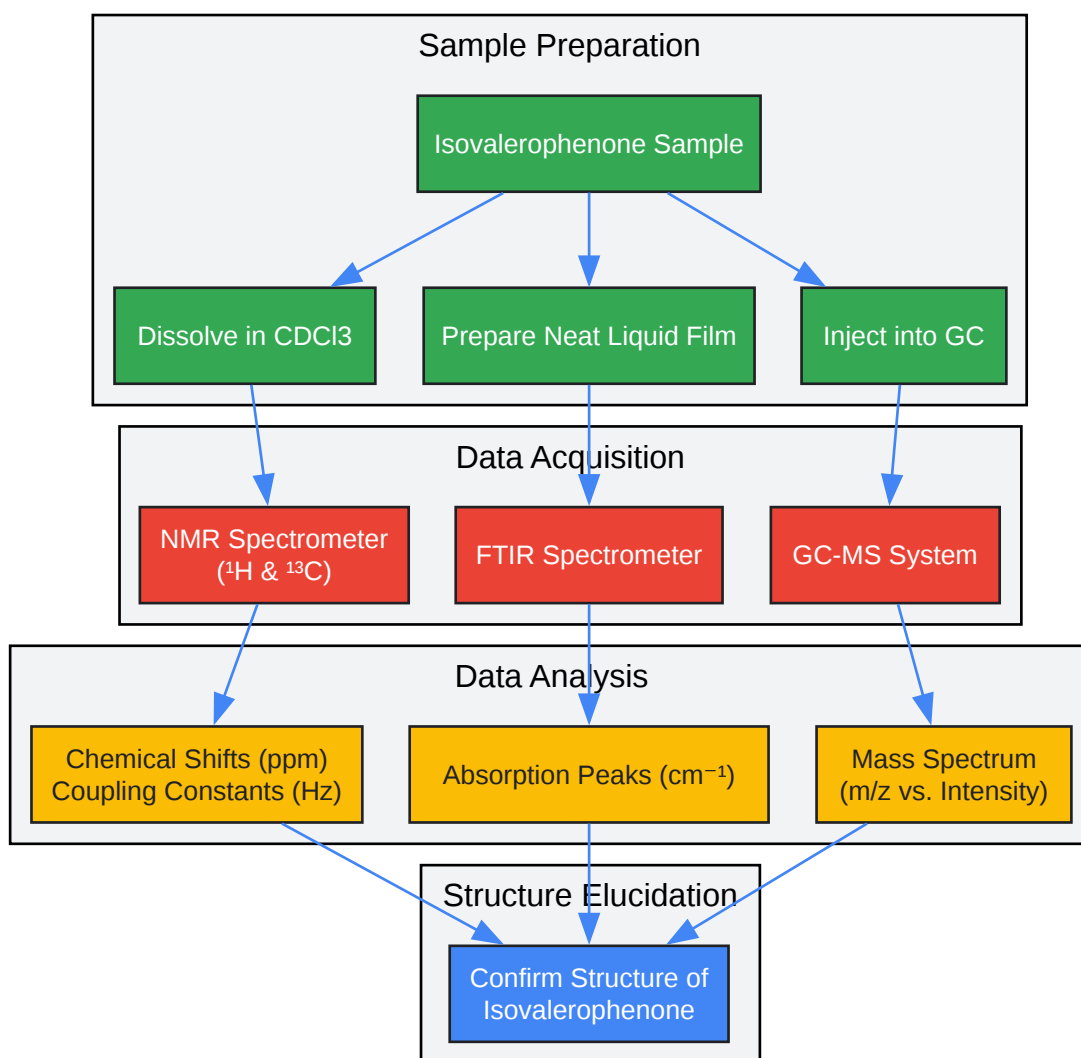 Sample Preparation
Isovalerophenone Sample
Dissolve in CDCl3
Prepare Neat Liquid Film
Inject into GC
Data Acquisition
NMR Spectrometer
(¹H & ¹³C)
FTIR Spectrometer
GC-MS System
Data Analysis
Chemical Shifts (ppm)
Coupling Constants (Hz)
Absorption Peaks (cm⁻¹)
Mass Spectrum
(m/z vs. Intensity)
Structure Elucidation
Confirm Structure of
Isovalerophenone